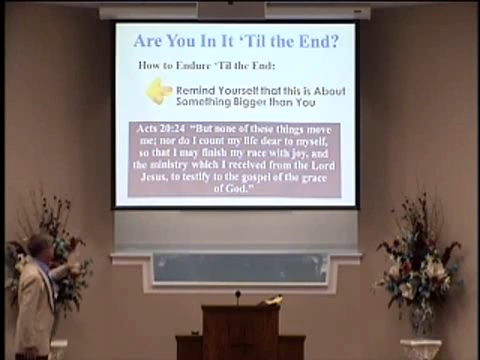 Are You In It ‘Til the End?
How to Endure ‘Til the End:
Remind Yourself that this is About
Something Bigger than You
Acts 20:24 “But none of these things move
me; nor do I count my life dear to myself,
so that I may finish my race with joy, and
the ministry which I received from the Lord
Jesus, to testify to the gospel of the grace
of God.”